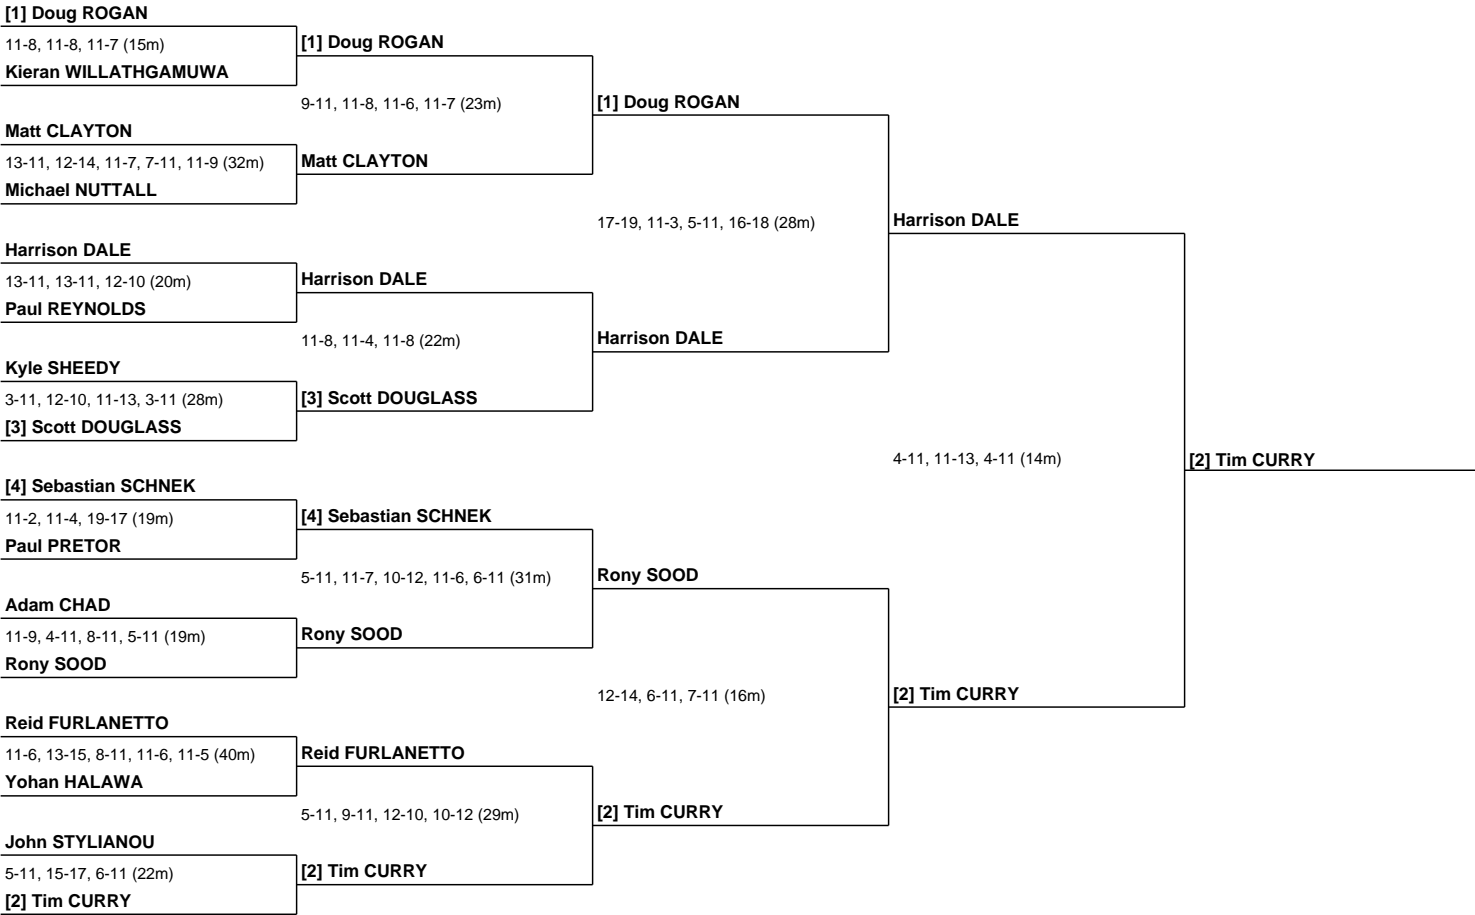 [1] Doug ROGAN
11-8, 11-8, 11-7 (15m)
Kieran WILLATHGAMUWA
Matt CLAYTON
13-11, 12-14, 11-7, 7-11, 11-9 (32m)
Michael NUTTALL
Harrison DALE
13-11, 13-11, 12-10 (20m)
Paul REYNOLDS
Kyle SHEEDY
3-11, 12-10, 11-13, 3-11 (28m)
[3] Scott DOUGLASS
[4] Sebastian SCHNEK
11-2, 11-4, 19-17 (19m)
Paul PRETOR
Adam CHAD
11-9, 4-11, 8-11, 5-11 (19m)
Rony SOOD
Reid FURLANETTO
11-6, 13-15, 8-11, 11-6, 11-5 (40m)
Yohan HALAWA
John STYLIANOU
5-11, 15-17, 6-11 (22m)
[2] Tim CURRY
[1] Doug ROGAN
9-11, 11-8, 11-6, 11-7 (23m)
Matt CLAYTON
Harrison DALE
11-8, 11-4, 11-8 (22m)
[3] Scott DOUGLASS
[4] Sebastian SCHNEK
5-11, 11-7, 10-12, 11-6, 6-11 (31m)
Rony SOOD
Reid FURLANETTO
5-11, 9-11, 12-10, 10-12 (29m)
[2] Tim CURRY
[1] Doug ROGAN
17-19, 11-3, 5-11, 16-18 (28m)
Harrison DALE
Rony SOOD
12-14, 6-11, 7-11 (16m)
[2] Tim CURRY
Harrison DALE
4-11, 11-13, 4-11 (14m)
[2] Tim CURRY
[2] Tim CURRY